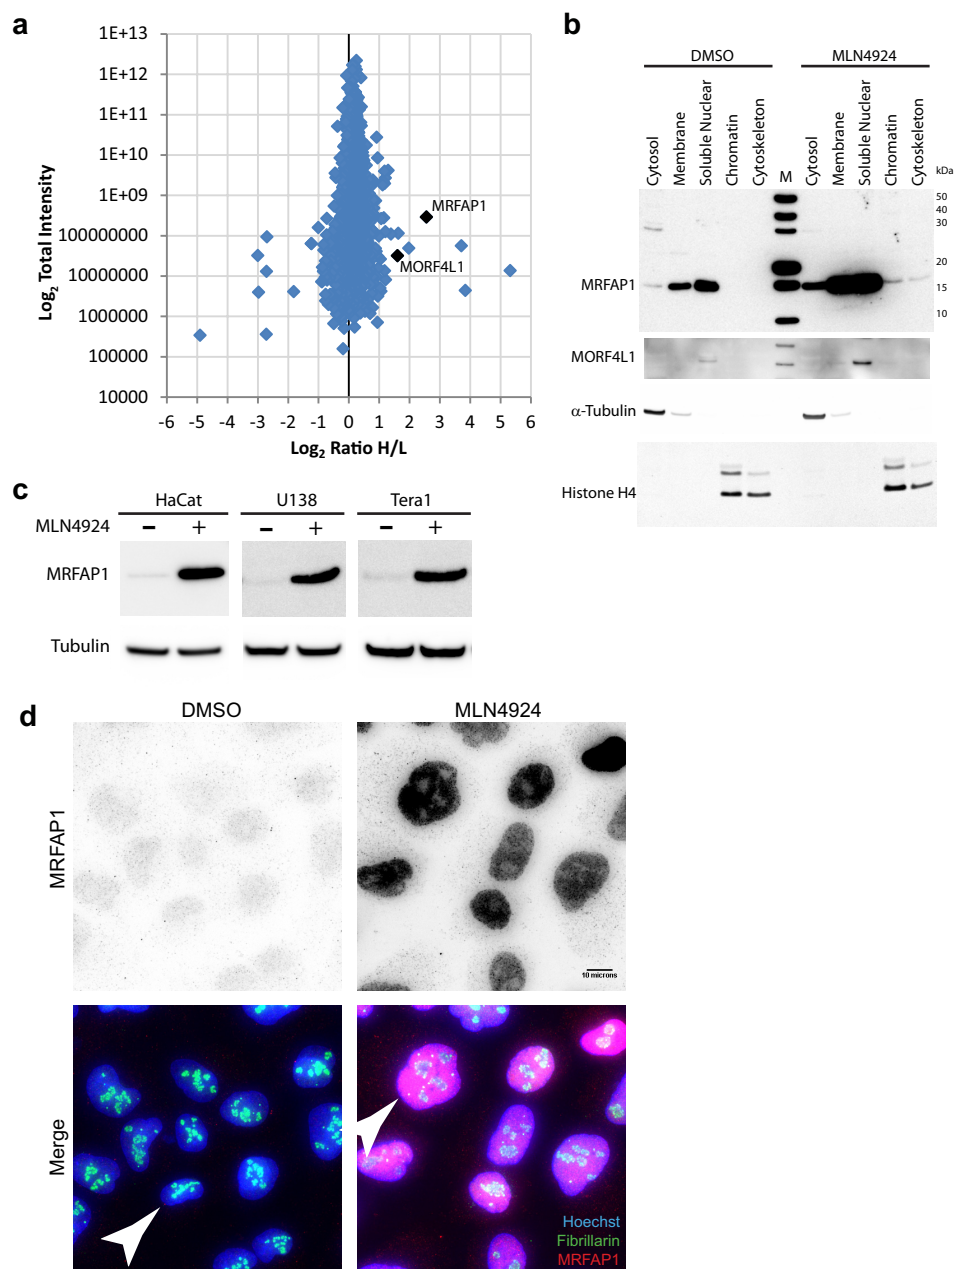 a
1E+13
1E+12
1E+11
1E+10
1E+09
100000000
10000000
1000000
100000
10000
Log2 Total Intensity
-6 -5 -4 -3 -2 -1 0 1 2 3 4 5 6
Log2 Ratio H/L
MRFAP1
MORF4L1
b
DMSO MLN4924
Cytosol Membrane Soluble Nuclear Chromatin Cytoskeleton M Cytosol Membrane Soluble Nuclear Chromatin Cytoskeleton
kDa
50
40
30
20
15
10
MRFAP1
MORF4L1
α-Tubulin
Histone H4
c
HaCat U138 Tera1
MLN4924 – + – + – +
MRFAP1
Tubulin
d
DMSO MLN4924
MRFAP1
10 microns
Merge
Hoechst
Fibrillarin
MRFAP1